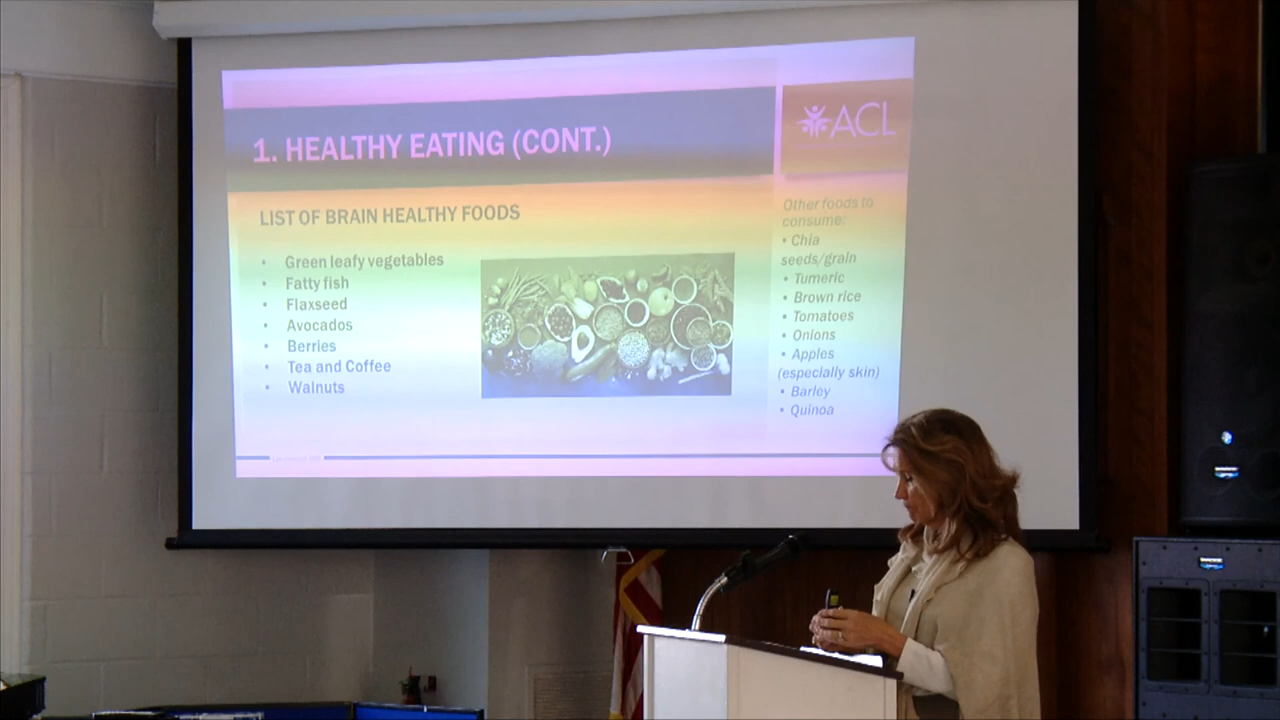 1. HEALTHY EATING (CONT.)
ACL
LIST OF BRAIN HEALTHY FOODS
• Green leafy vegetables
• Fatty fish
• Flaxseed
• Avocados
• Berries
• Tea and Coffee
• Walnuts
Other foods to
consume:
• Chia
seeds/grain
• Tumeric
• Brown rice
• Tomatoes
• Onions
• Apples
(especially skin)
• Barley
• Quinoa